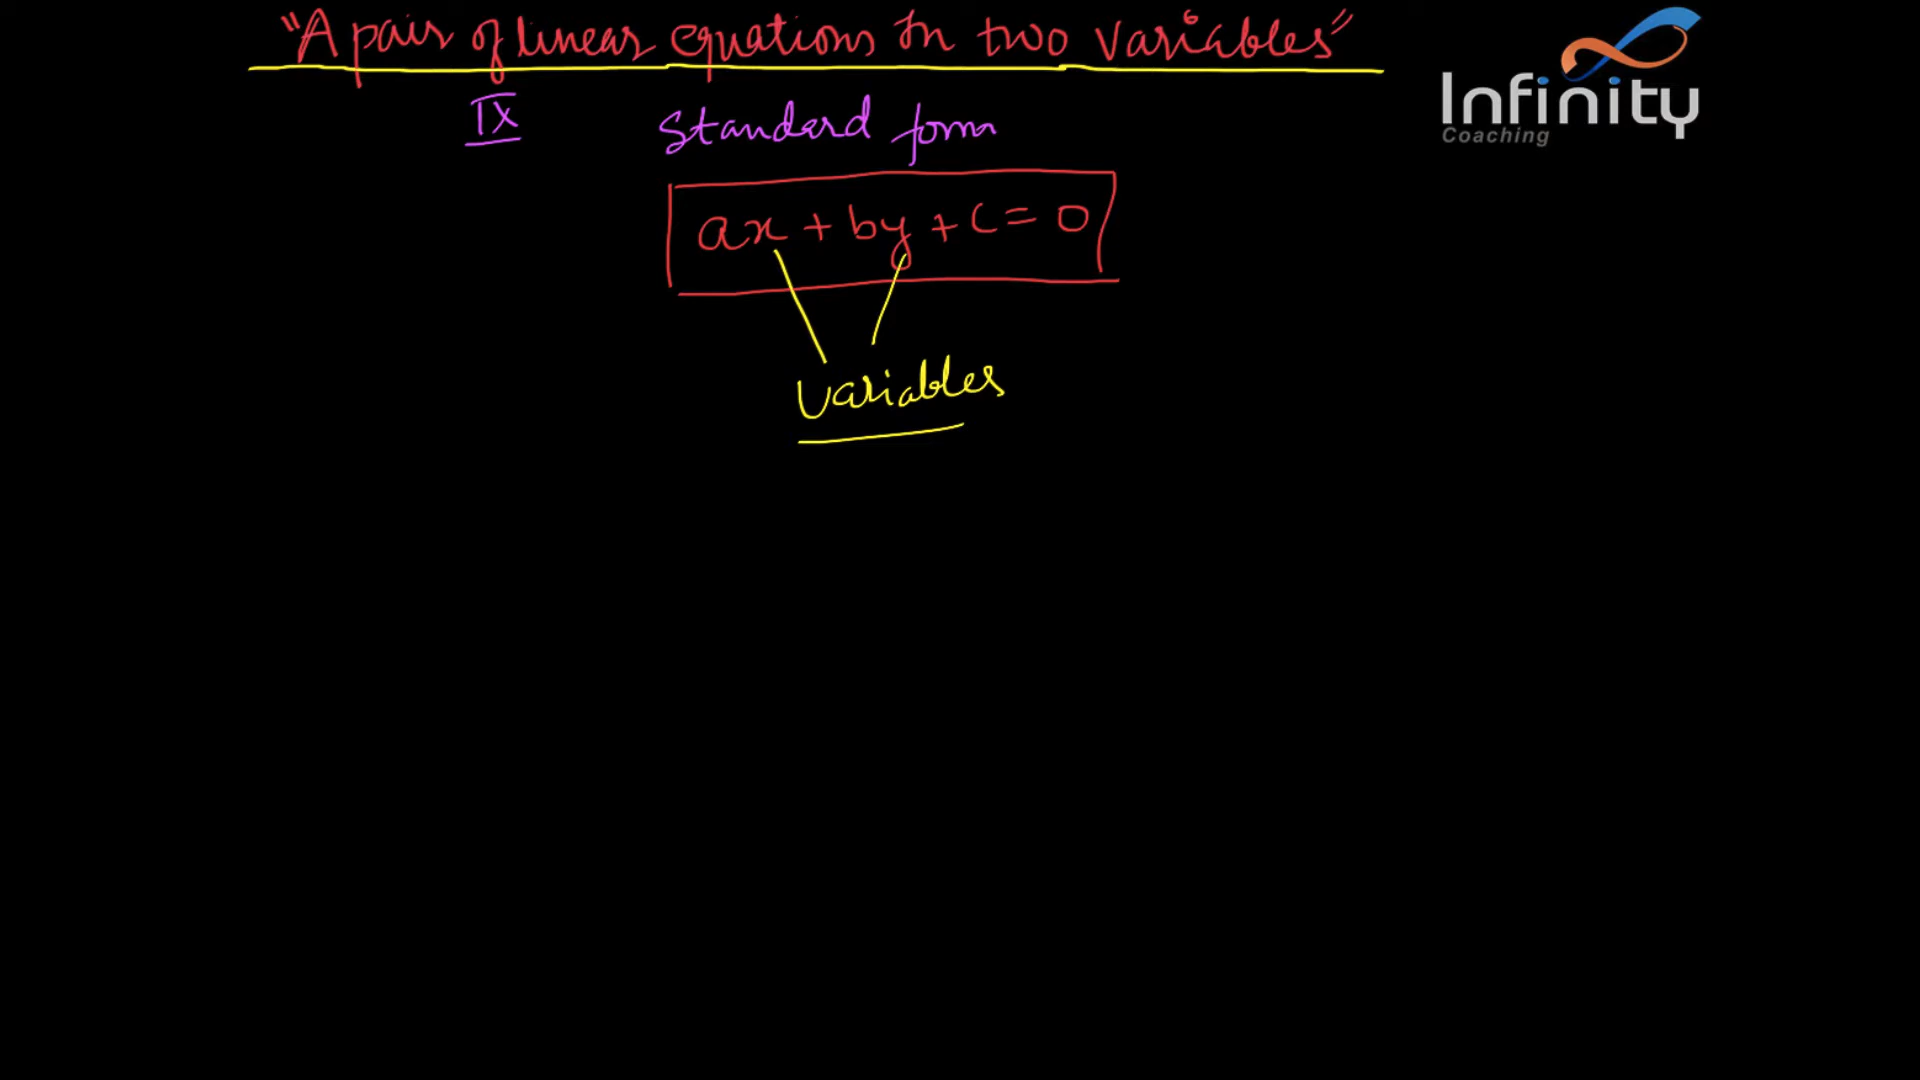 "A pair of linear equations In two variables"
Infinity
Coaching
IX Standard form
ax + by + c = 0
Variables